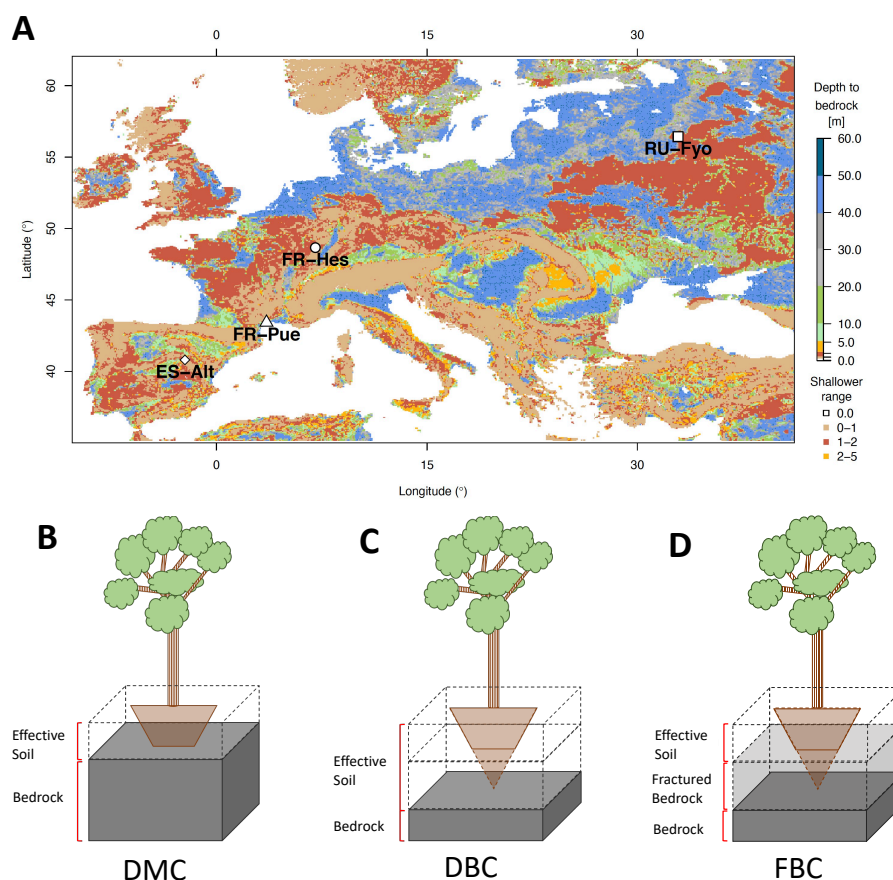 A
0 15 30
60
55
50
45
40
Latitude (°)
RU–Fyo
FR–Hes
FR–Pue
ES–Alt
0 15 30
Longitude (°)
Depth to
bedrock
[m]
60.0
50.0
40.0
30.0
20.0
10.0
5.0
0.0
Shallower
range
0.0
0–1
1–2
2–5
B
Effective
Soil
Bedrock
DMC
C
Effective
Soil
Bedrock
DBC
D
Effective
Soil
Fractured
Bedrock
Bedrock
FBC